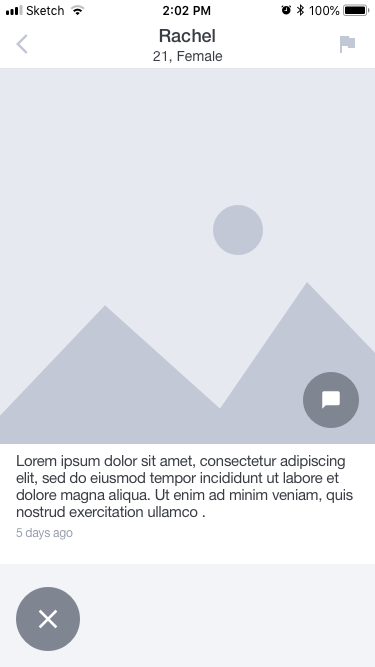 Sketch 2:02 PM 100%
Rachel
21, Female
Lorem ipsum dolor sit amet, consectetur adipiscing
elit, sed do eiusmod tempor incididunt ut labore et
dolore magna aliqua. Ut enim ad minim veniam, quis
nostrud exercitation ullamco .
5 days ago